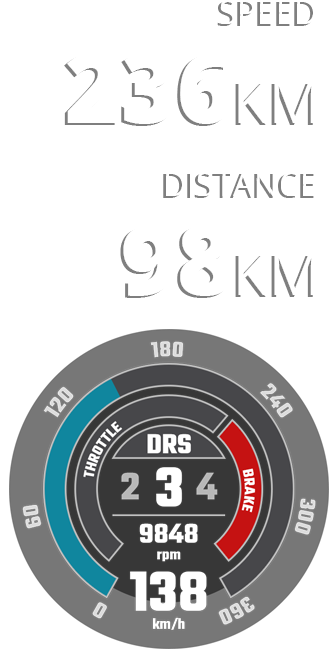 SPEED
236KM
DISTANCE
98KM
180
120
240
THROTTLE
DRS
BRAKE
2 3 4
60
300
9848
rpm
138
0
360
km/h